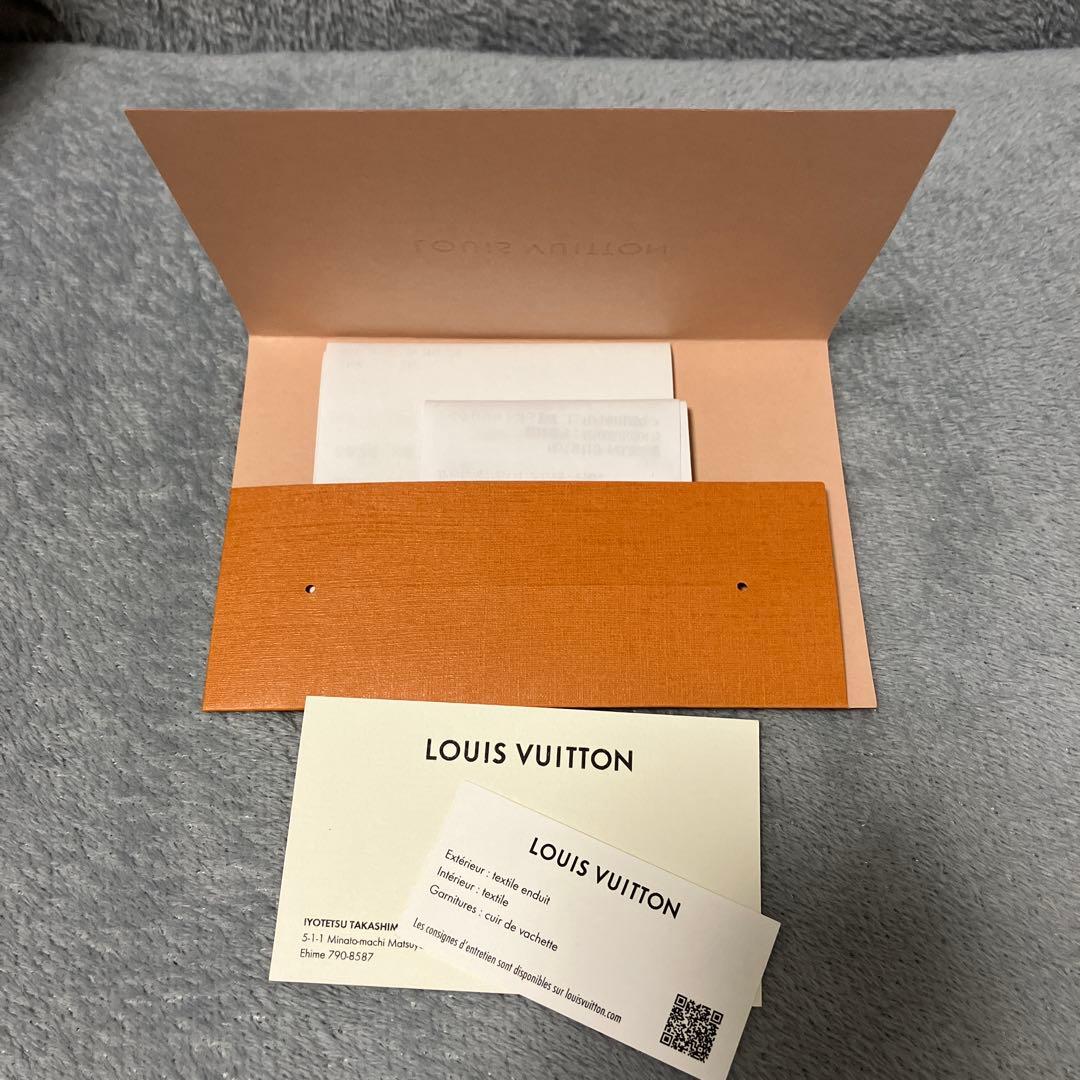 LOUIS VUITTON
LOUIS VUITTON
IYOTETSU TAKASHIM
5-1-1 Minato-machi
Ehime 790-8587
LOUIS VUITTON
Extérieur : textile enduit
Intérieur : textile
Garnitures : cuir de vachette
Les consignes d'entretien sont disponibles sur louisvuitton.com